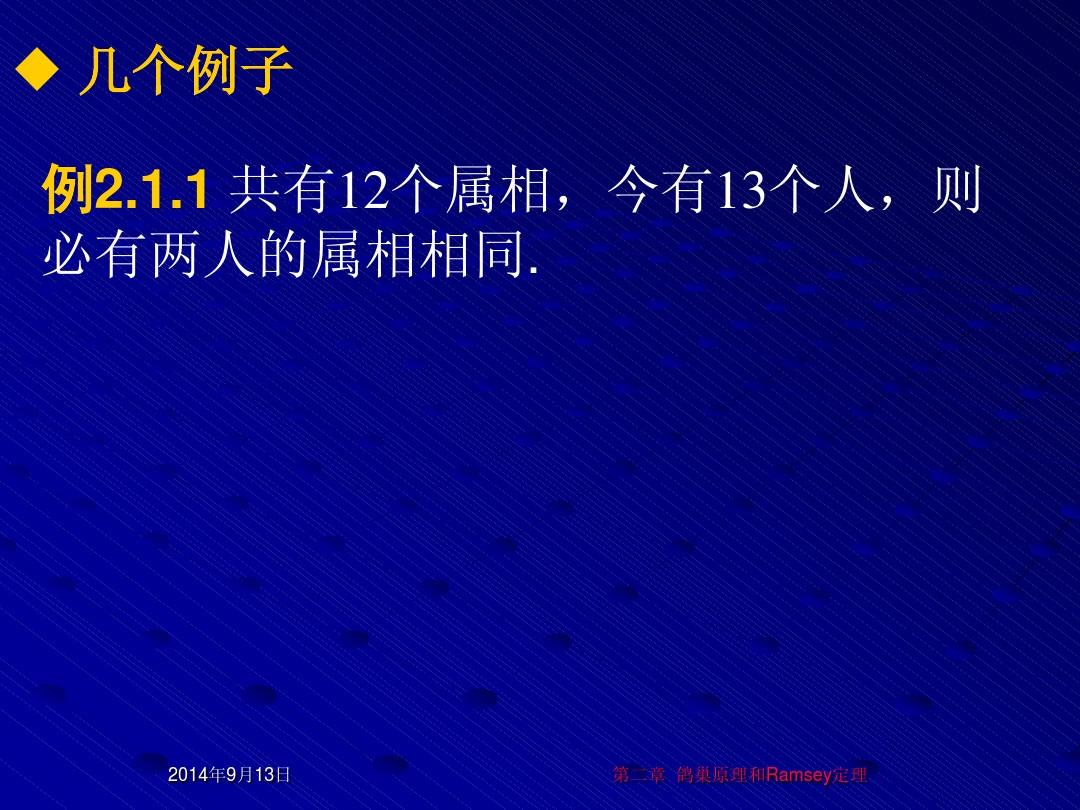 ◆ 几个例子
例2.1.1 共有12个属相，今有13个人，则
必有两人的属相相同.
2014年9月13日
第二章 鸽巢原理和Ramsey定理